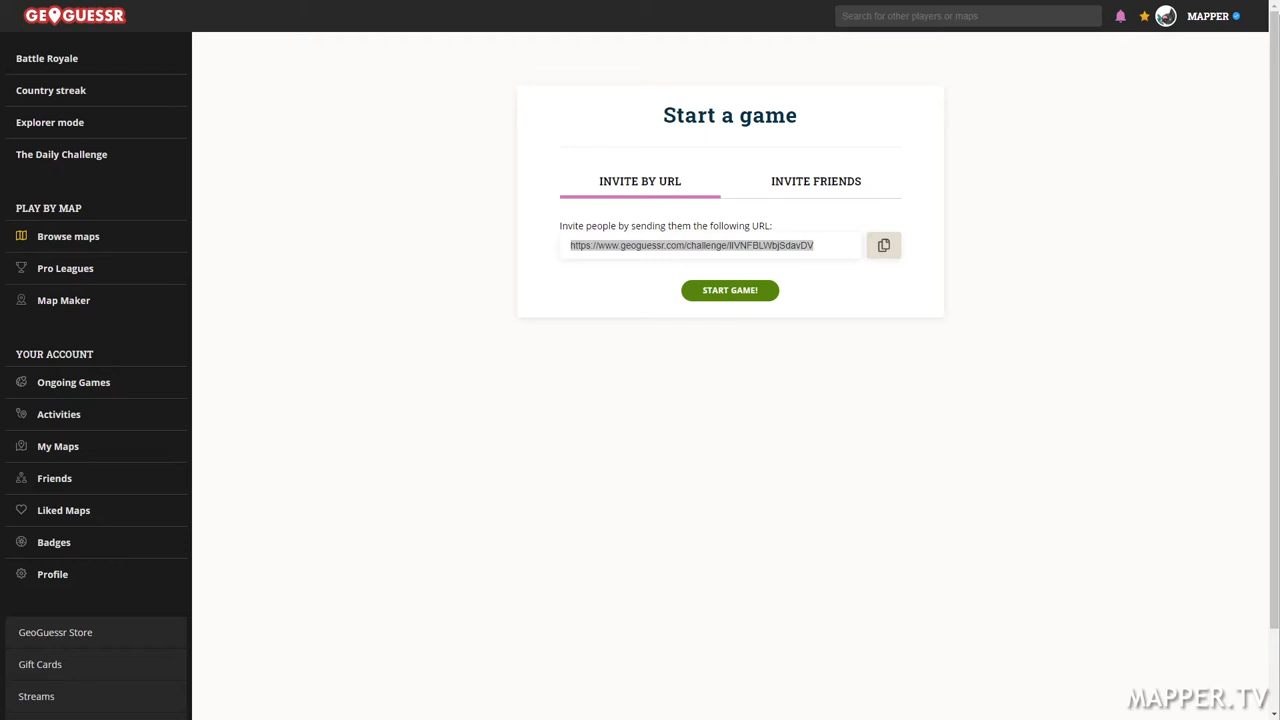 GEOGUESSR
Search for other players or maps
MAPPER
Battle Royale
Country streak
Explorer mode
The Daily Challenge
PLAY BY MAP
Browse maps
Pro Leagues
Map Maker
YOUR ACCOUNT
Ongoing Games
Activities
My Maps
Friends
Liked Maps
Badges
Profile
GeoGuessr Store
Gift Cards
Streams
Start a game
INVITE BY URL
INVITE FRIENDS
Invite people by sending them the following URL:
https://www.geoguessr.com/challenge/lIVNFBLWbjSdavDV
START GAME!
MAPPER.TV